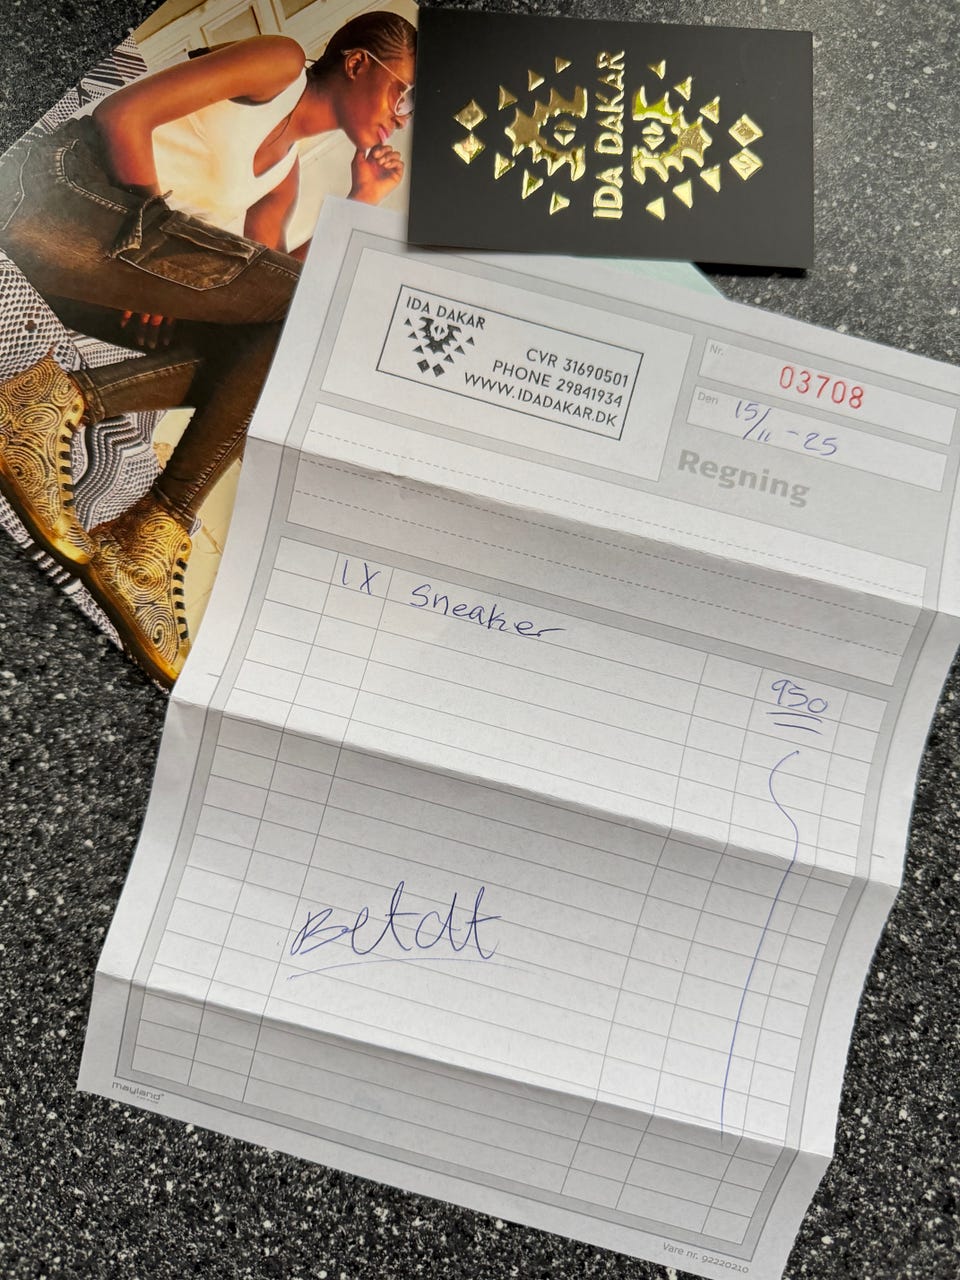 IDA DAKAR
IDA DAKAR
CVR 31690501
PHONE 29841934
WWW.IDADAKAR.DK
Nr.
03708
Den
15/11-25
Regning
1 X Sneaker 950
Betalt
mayland®
Vare nr. 92220210